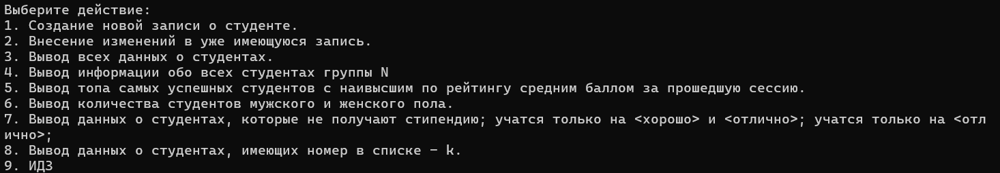 Выберите действие:
1. Создание новой записи о студенте.
2. Внесение изменений в уже имеющуюся запись.
3. Вывод всех данных о студентах.
4. Вывод информации обо всех студентах группы N
5. Вывод топа самых успешных студентов с наивысшим по рейтингу средним баллом за прошедшую сессию.
6. Вывод количества студентов мужского и женского пола.
7. Вывод данных о студентах, которые не получают стипендию; учатся только на <хорошо> и <отлично>; учатся только на <отл
ично>;
8. Вывод данных о студентах, имеющих номер в списке – k.
9. ИДЗ